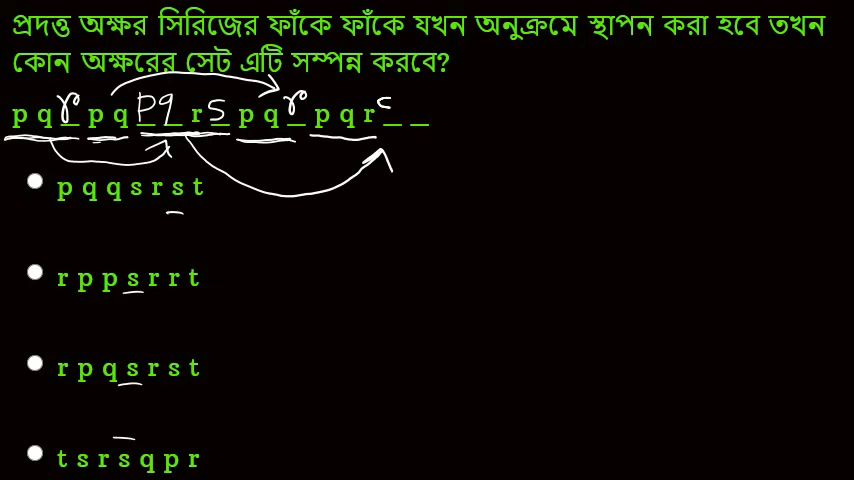 প্রদত্ত অক্ষর সিরিজের ফাঁকে ফাঁকে যখন অনুক্রমে স্থাপন করা হবে তখন
কোন অক্ষরের সেট এটি সম্পন্ন করবে?
p q r p q p q r s p q r p q r _ _
p q q s r s t
r p p s r r t
r p q s r s t
t s r s q p r